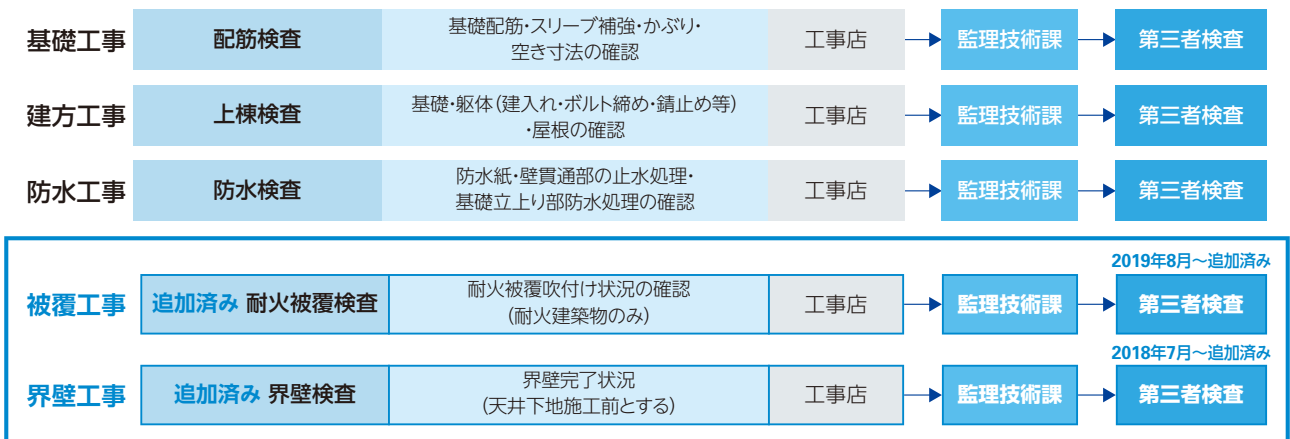 基礎工事 配筋検査 基礎配筋・スリーブ補強・かぶり・
空き寸法の確認 工事店 監理技術課 第三者検査
建方工事 上棟検査 基礎・躯体(建入れ・ボルト締め・錆止め等)
・屋根の確認 工事店 監理技術課 第三者検査
防水工事 防水検査 防水紙・壁貫通部の止水処理・
基礎立上り部防水処理の確認 工事店 監理技術課 第三者検査
2019年8月～追加済み
被覆工事 追加済み 耐火被覆検査 耐火被覆吹付け状況の確認
(耐火建築物のみ) 工事店 監理技術課 第三者検査
2018年7月～追加済み
界壁工事 追加済み 界壁検査 界壁完了状況
(天井下地施工前とする) 工事店 監理技術課 第三者検査